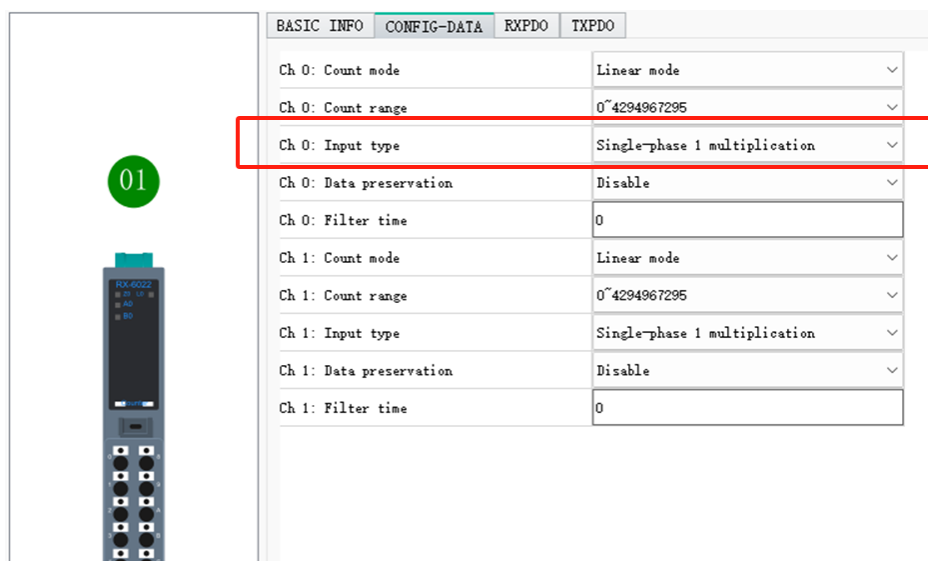 BASIC INFO CONFIG-DATA RXPDO TXPDO
Ch 0: Count mode Linear mode
Ch 0: Count range 0~4294967295
Ch 0: Input type Single-phase 1 multiplication
Ch 0: Data preservation Disable
Ch 0: Filter time 0
Ch 1: Count mode Linear mode
Ch 1: Count range 0~4294967295
Ch 1: Input type Single-phase 1 multiplication
Ch 1: Data preservation Disable
Ch 1: Filter time 0
01
RX-6022
A0
B0